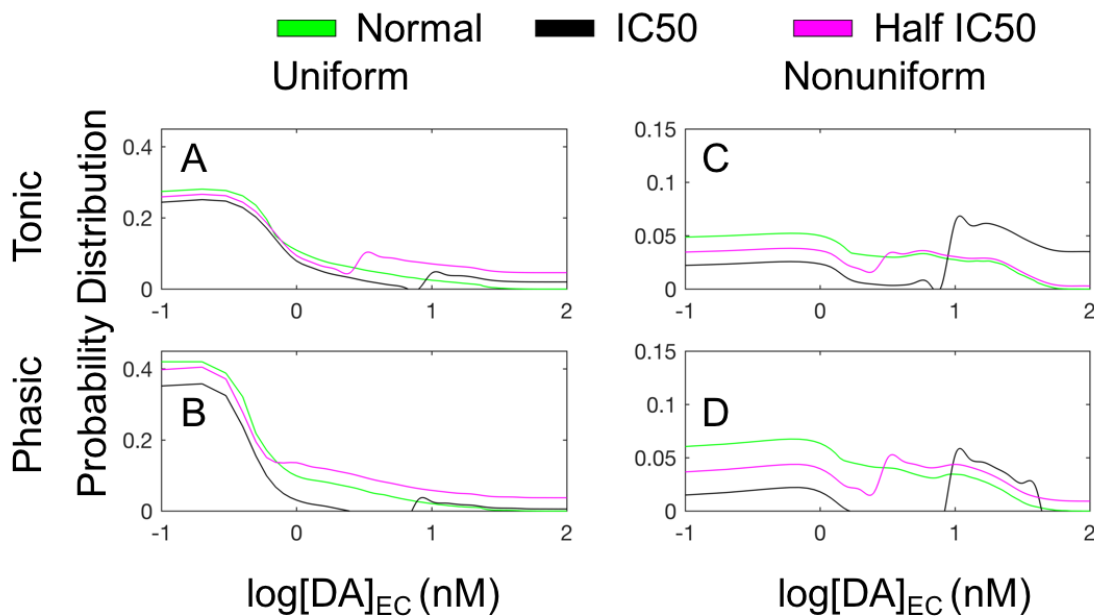 Normal IC50 Half IC50
Uniform Nonuniform
Tonic
Phasic
Probability Distribution
A
0.4
0.2
0
-1 0 1 2
C
0.15
0.1
0.05
0
-1 0 1 2
B
0.4
0.2
0
-1 0 1 2
D
0.15
0.1
0.05
0
-1 0 1 2
log[DA]EC (nM) log[DA]EC (nM)